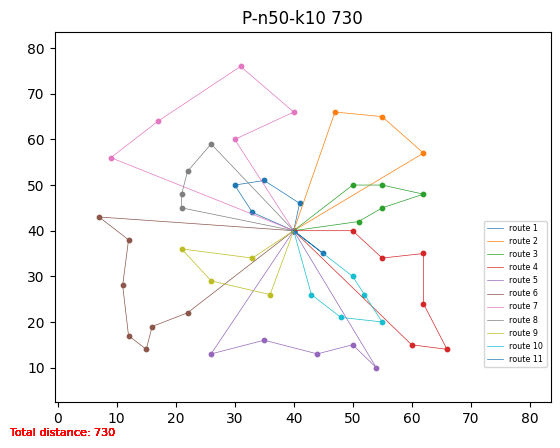 P-n50-k10 730
80
70
60
50
40
30
20
10
0 10 20 30 40 50 60 70 80
route 1
route 2
route 3
route 4
route 5
route 6
route 7
route 8
route 9
route 10
route 11
Total distance: 730